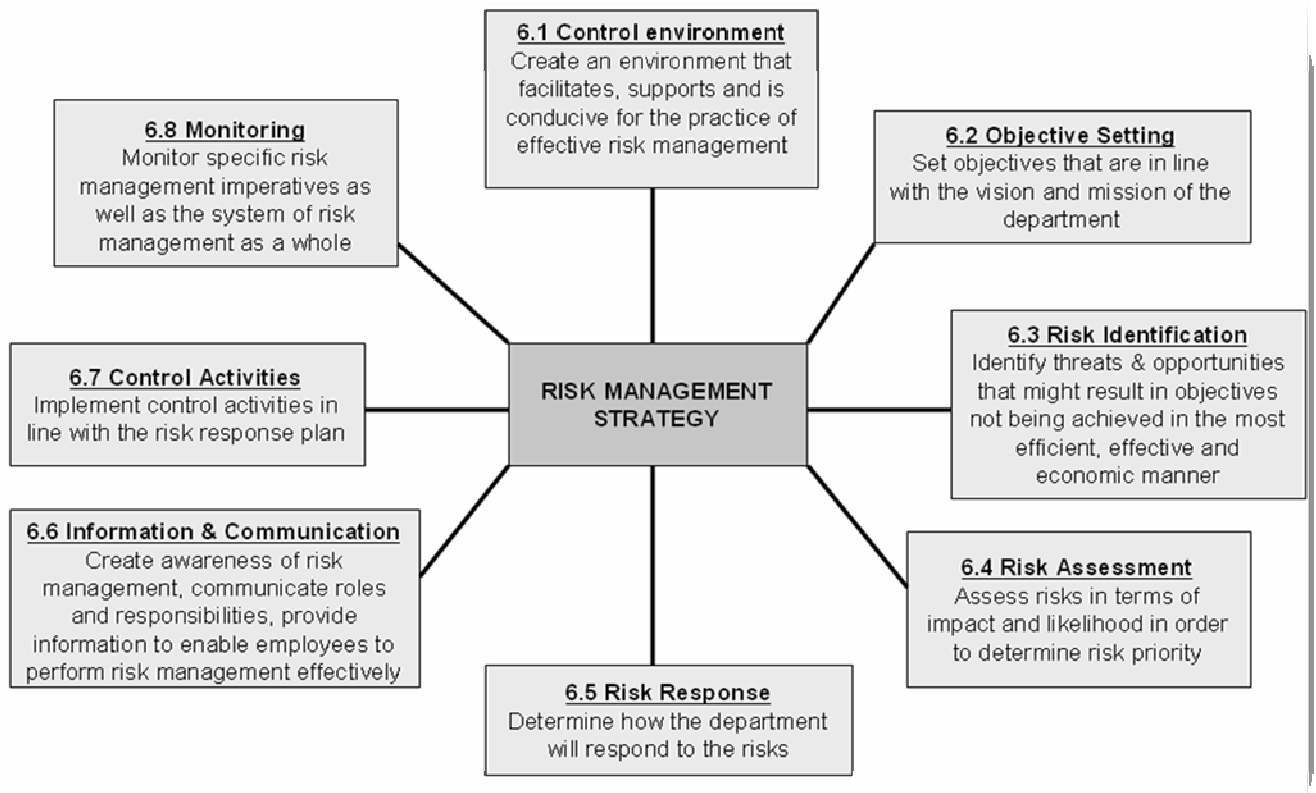 6.1 Control environment
Create an environment that
facilitates, supports and is
conducive for the practice of
effective risk management
6.2 Objective Setting
Set objectives that are in line
with the vision and mission of the
department
6.3 Risk Identification
Identify threats & opportunities
that might result in objectives
not being achieved in the most
efficient, effective and
economic manner
6.4 Risk Assessment
Assess risks in terms of
impact and likelihood in order
to determine risk priority
6.5 Risk Response
Determine how the department
will respond to the risks
6.6 Information & Communication
Create awareness of risk
management, communicate roles
and responsibilities, provide
information to enable employees to
perform risk management effectively
6.7 Control Activities
Implement control activities in
line with the risk response plan
6.8 Monitoring
Monitor specific risk
management imperatives as
well as the system of risk
management as a whole
RISK MANAGEMENT
STRATEGY